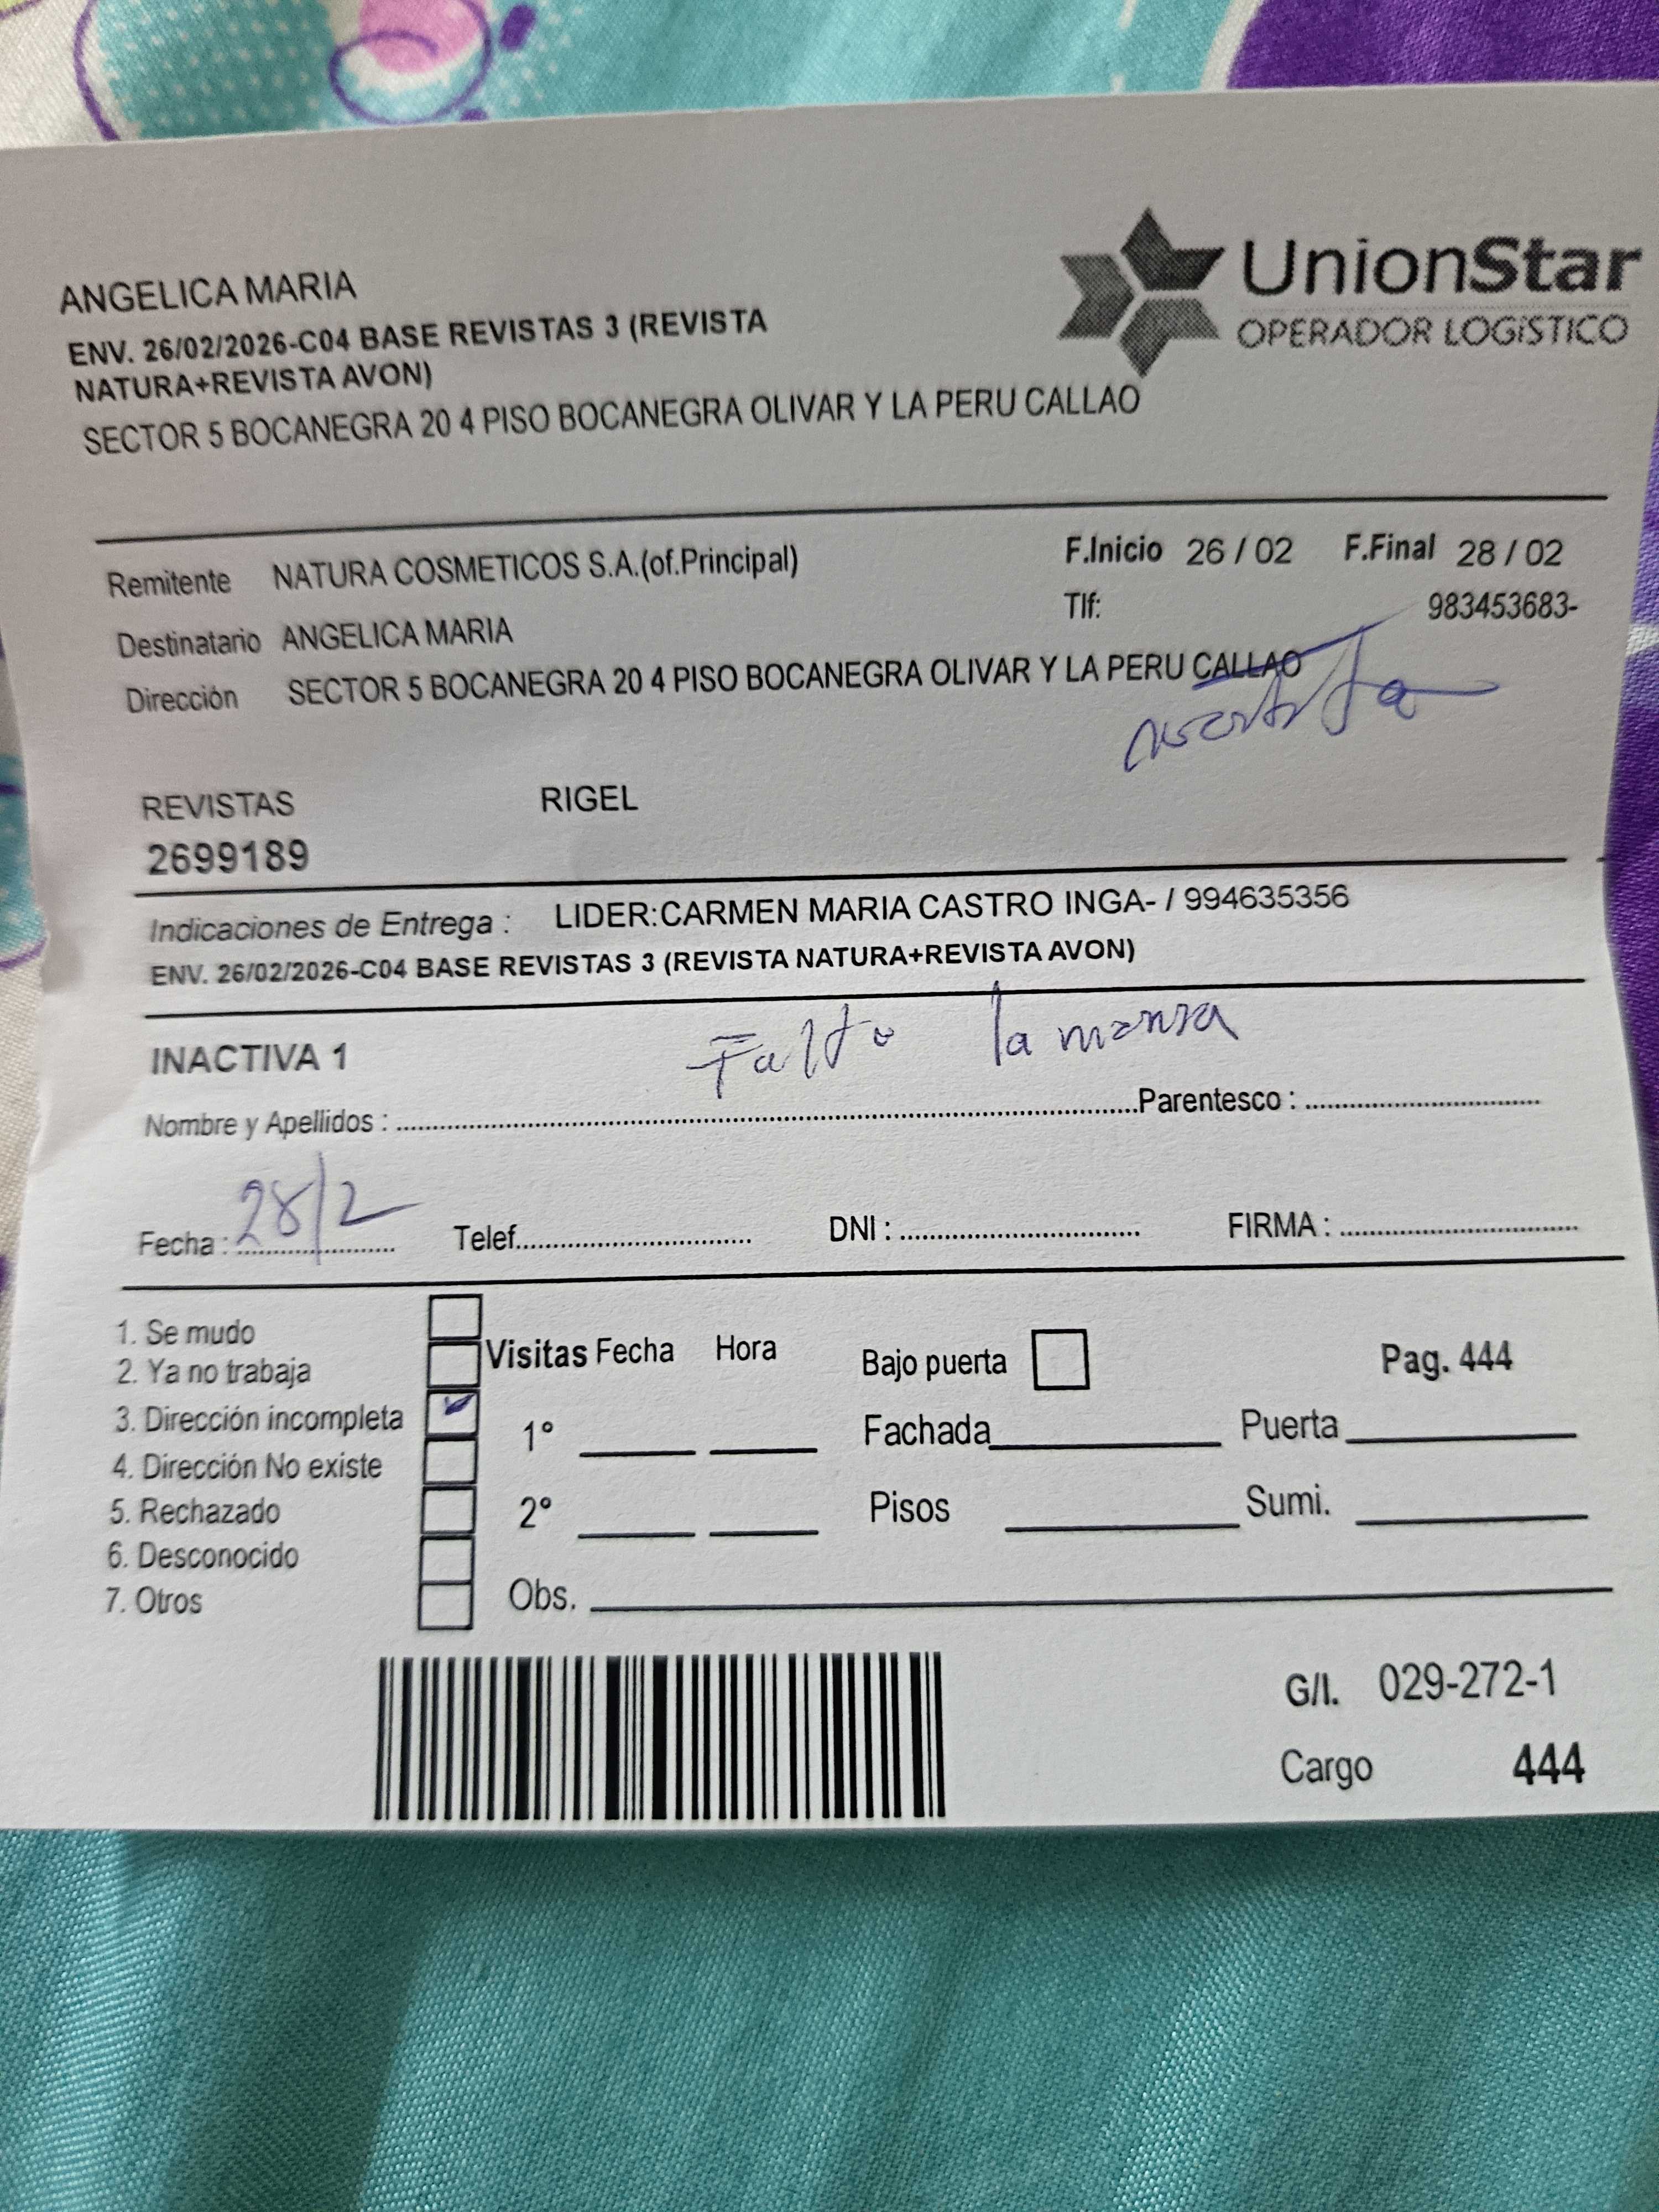 ANGELICA MARIA
ENV. 26/02/2026-C04 BASE REVISTAS 3 (REVISTA
NATURA+REVISTA AVON)
SECTOR 5 BOCANEGRA 20 4 PISO BOCANEGRA OLIVAR Y LA PERU CALLAO
UnionStar
OPERADOR LOGíSTICO
Remitente NATURA COSMETICOS S.A.(of.Principal) F.Inicio 26 / 02 F.Final 28 / 02
Destinatario ANGELICA MARIA Tlf: 983453683-
Dirección SECTOR 5 BOCANEGRA 20 4 PISO BOCANEGRA OLIVAR Y LA PERU CALLAO
REVISTAS RIGEL
2699189
Indicaciones de Entrega : LIDER:CARMEN MARIA CASTRO INGA- / 994635356
ENV. 26/02/2026-C04 BASE REVISTAS 3 (REVISTA NATURA+REVISTA AVON)
INACTIVA 1 Falto la manza
Nombre y Apellidos : Parentesco :
Fecha : 28/2 Telef. DNI : FIRMA :
1. Se mudo
2. Ya no trabaja
3. Dirección incompleta
4. Dirección No existe
5. Rechazado
6. Desconocido
7. Otros
Visitas Fecha Hora Bajo puerta Pag. 444
1° Fachada Puerta
2° Pisos Sumi.
Obs.
G/I. 029-272-1
Cargo 444